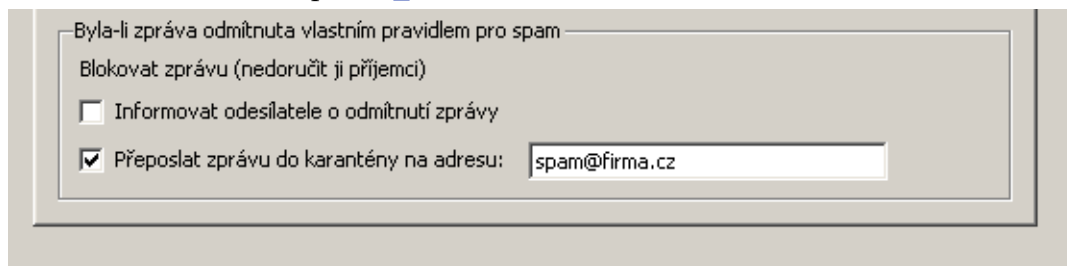 Byla-li zpráva odmítnuta vlastním pravidlem pro spam
Blokovat zprávu (nedoručit ji příjemci)
Informovat odesílatele o odmítnutí zprávy
Přeposlat zprávu do karantény na adresu: spam@firma.cz